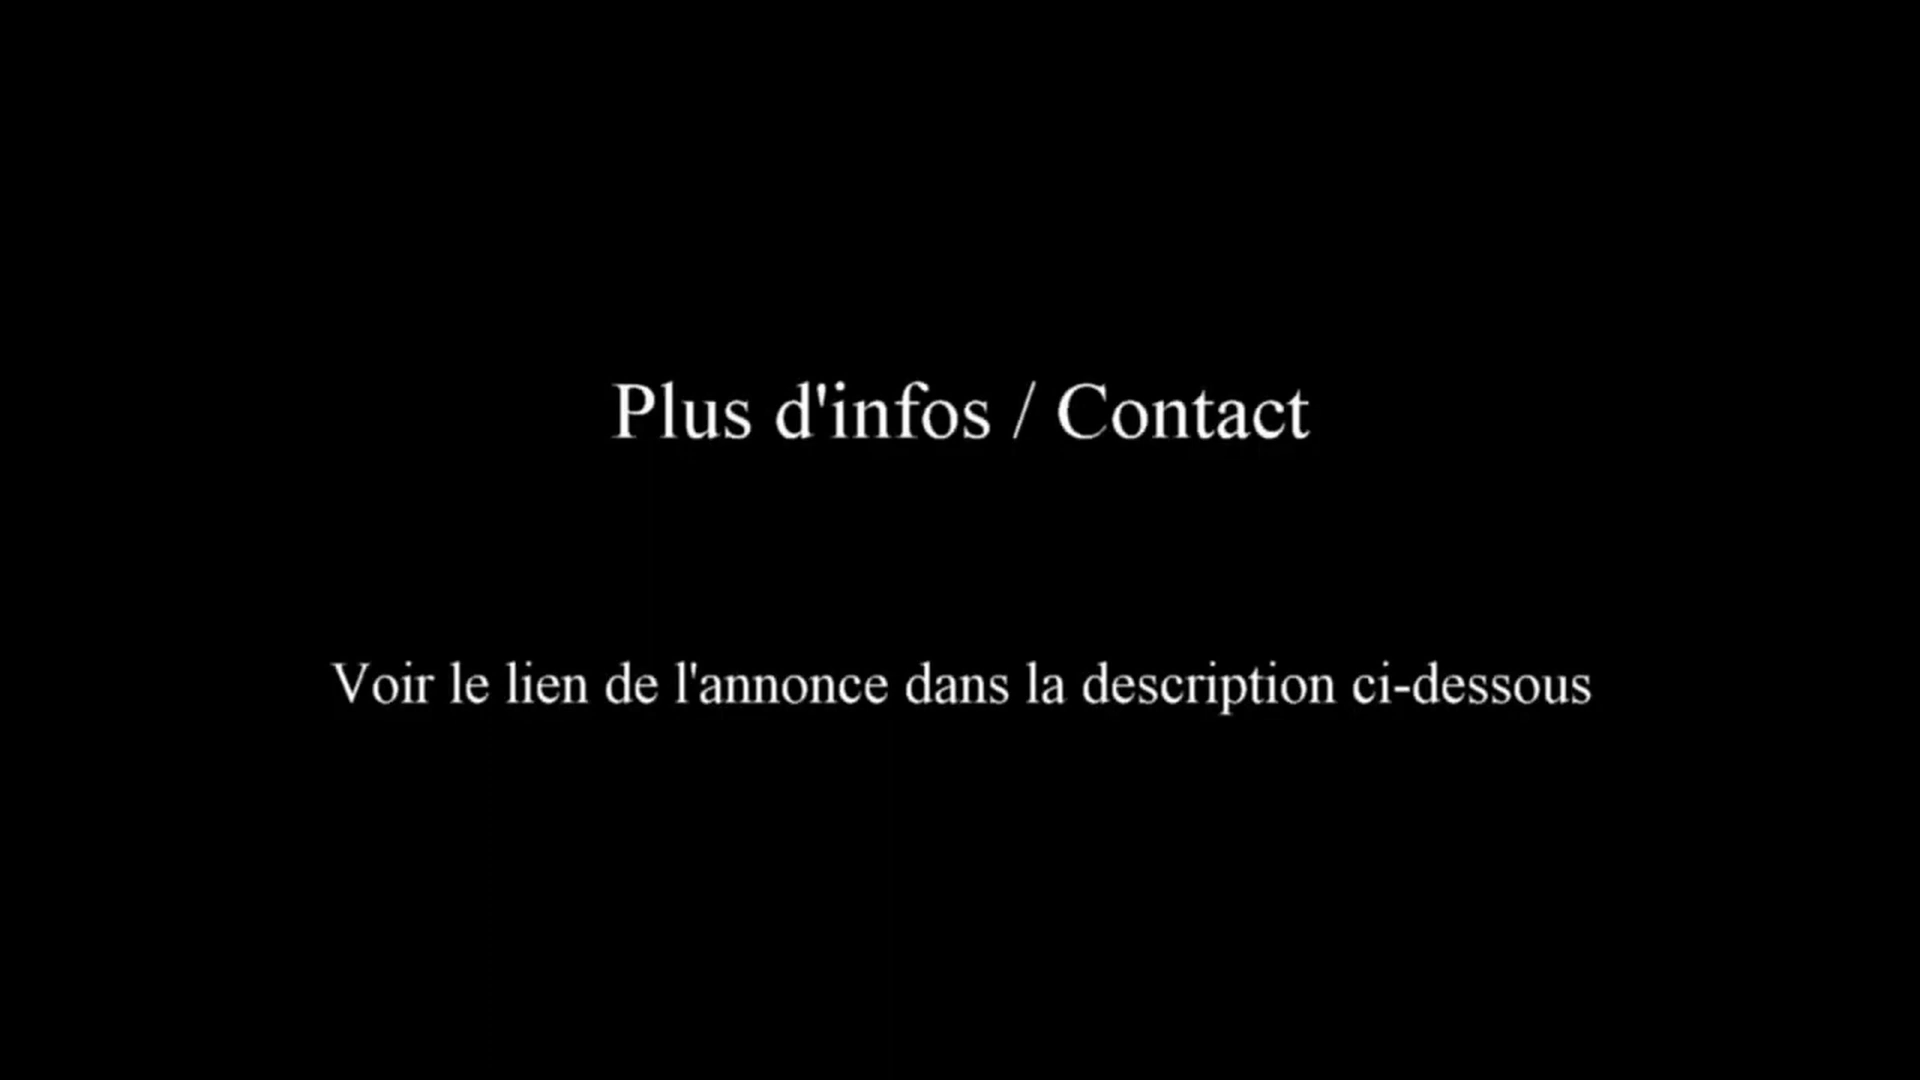 Plus d'infos / Contact
Voir le lien de l'annonce dans la description ci-dessous